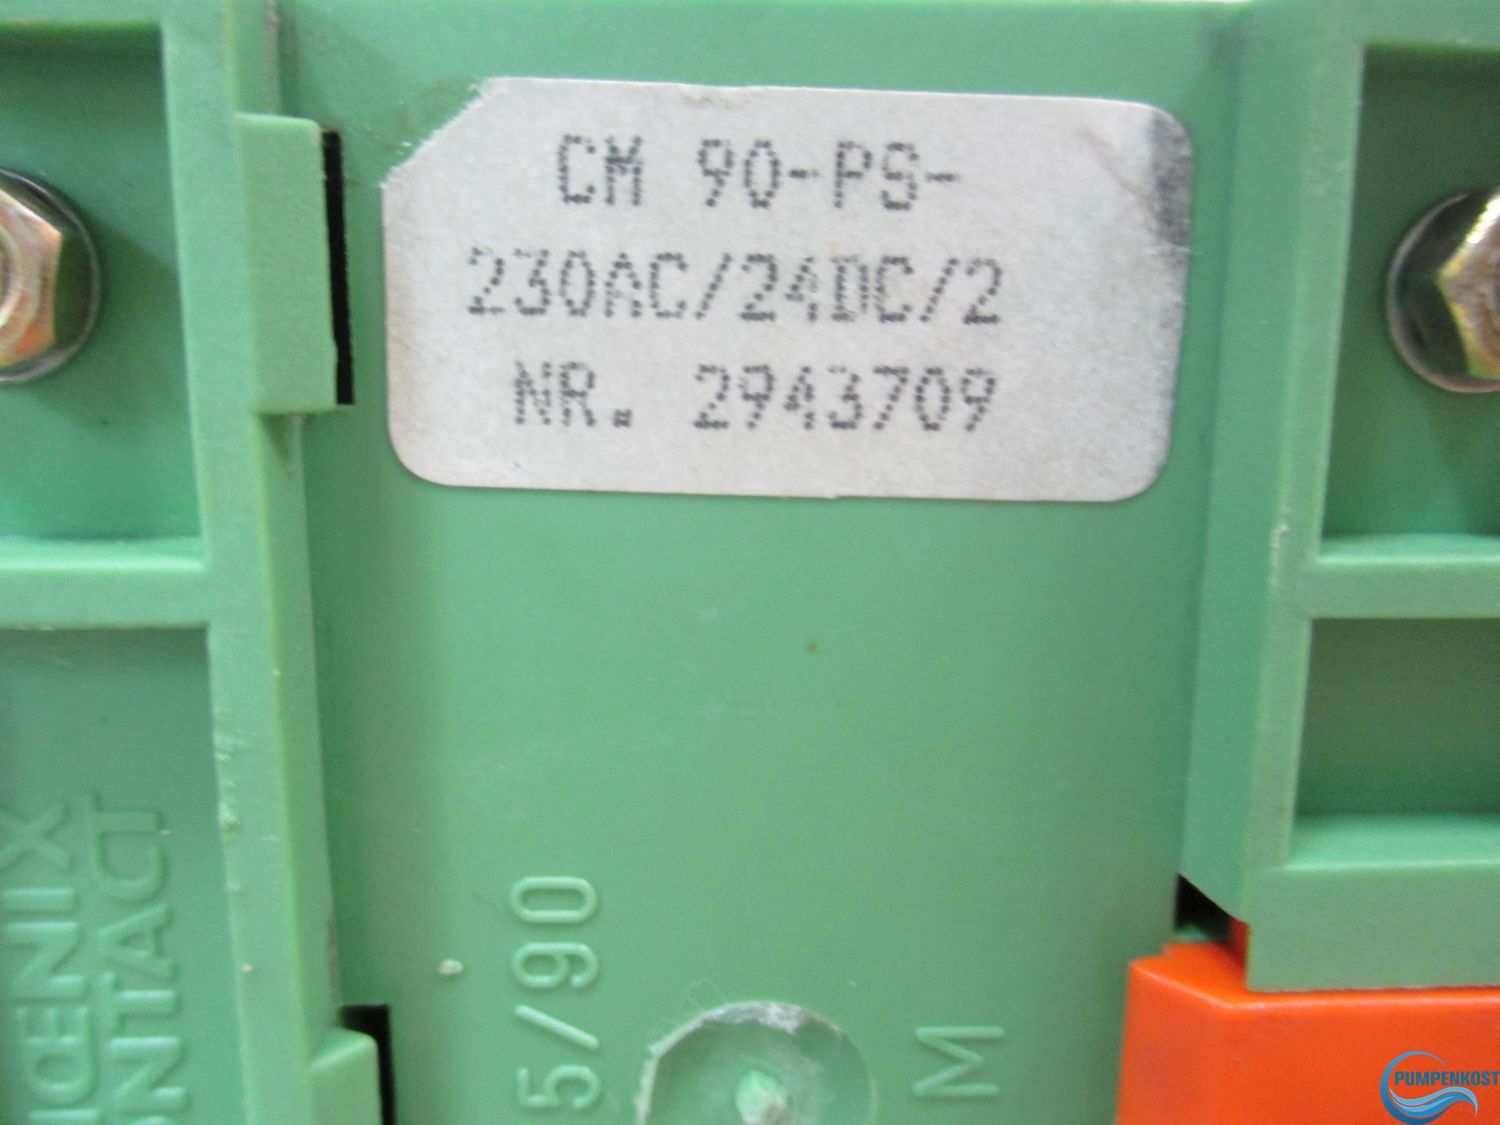 CM 90-PS-
230AC/24DC/2
NR. 2943709
5/90
M
PUMPENKOST